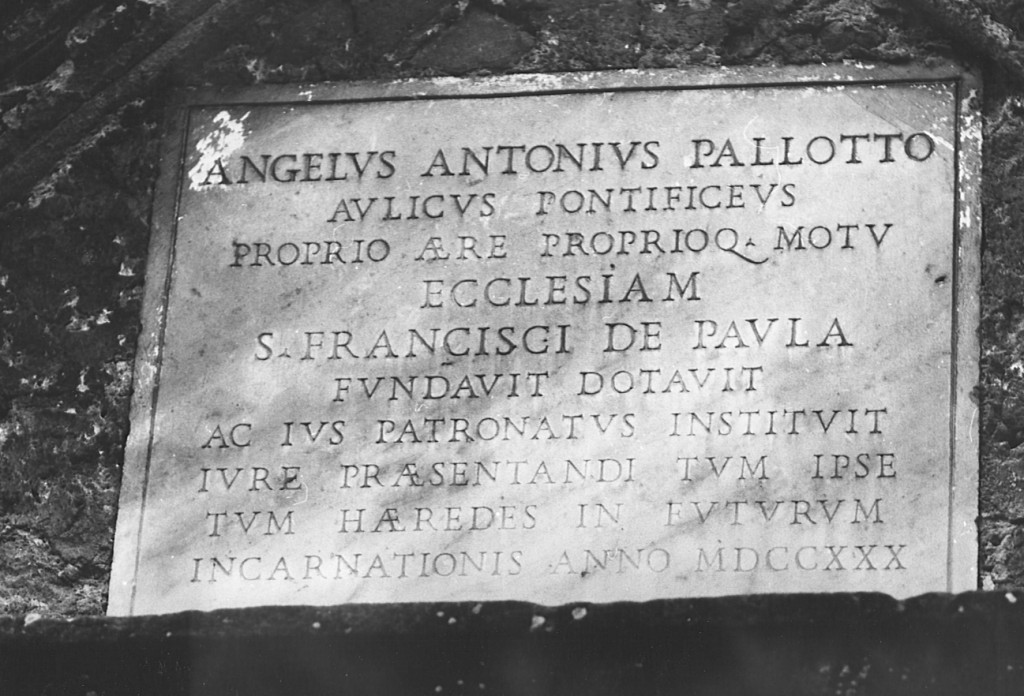 ANGELVS ANTONIVS PALLOTTO
AVLICVS PONTIFICEVS
PROPRIO ÆRE PROPRIOQ. MOTV
ECCLESIAM
S. FRANCISCI DE PAVLA
FVNDAVIT DOTAVIT
AC IVS PATRONATVS INSTITVIT
IVRE PRÆSENTANDI TVM IPSE
TVM HÆREDES IN FVTVRVM
INCARNATIONIS ANNO MDCCXXX